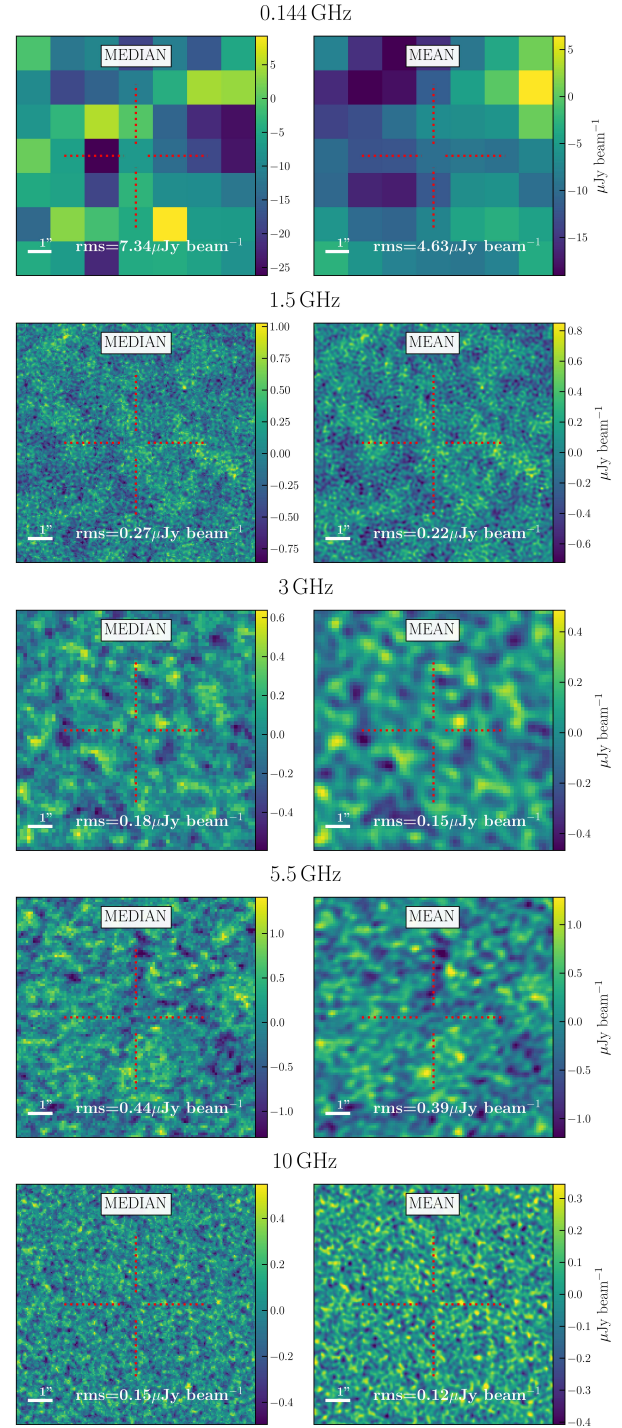 0.144 GHz
MEDIAN
MEAN
5
0
−5
−10
−15
−20
−25
5
0
−5
−10
−15
μJy beam⁻¹
1" rms=7.34μJy beam⁻¹
1" rms=4.63μJy beam⁻¹
1.5 GHz
MEDIAN
MEAN
1.00
0.75
0.50
0.25
0.00
−0.25
−0.50
−0.75
0.8
0.6
0.4
0.2
0.0
−0.2
−0.4
−0.6
μJy beam⁻¹
1" rms=0.27μJy beam⁻¹
1" rms=0.22μJy beam⁻¹
3 GHz
MEDIAN
MEAN
0.6
0.4
0.2
0.0
−0.2
−0.4
0.4
0.2
0.0
−0.2
−0.4
μJy beam⁻¹
1" rms=0.18μJy beam⁻¹
1" rms=0.15μJy beam⁻¹
5.5 GHz
MEDIAN
MEAN
1.0
0.5
0.0
−0.5
−1.0
1.0
0.5
0.0
−0.5
−1.0
μJy beam⁻¹
1" rms=0.44μJy beam⁻¹
1" rms=0.39μJy beam⁻¹
10 GHz
MEDIAN
MEAN
0.4
0.2
0.0
−0.2
−0.4
0.3
0.2
0.1
0.0
−0.1
−0.2
−0.3
−0.4
μJy beam⁻¹
1" rms=0.15μJy beam⁻¹
1" rms=0.12μJy beam⁻¹